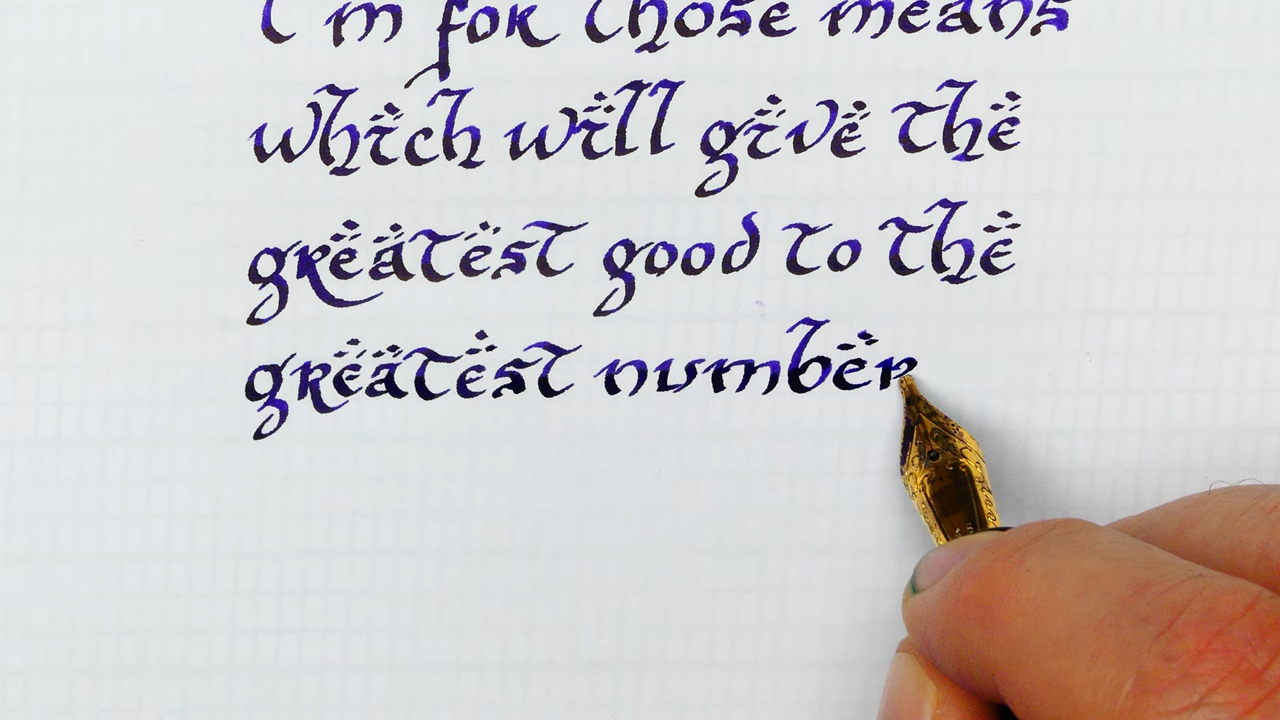 I'm for those means
which will give the
greatest good to the
greatest number